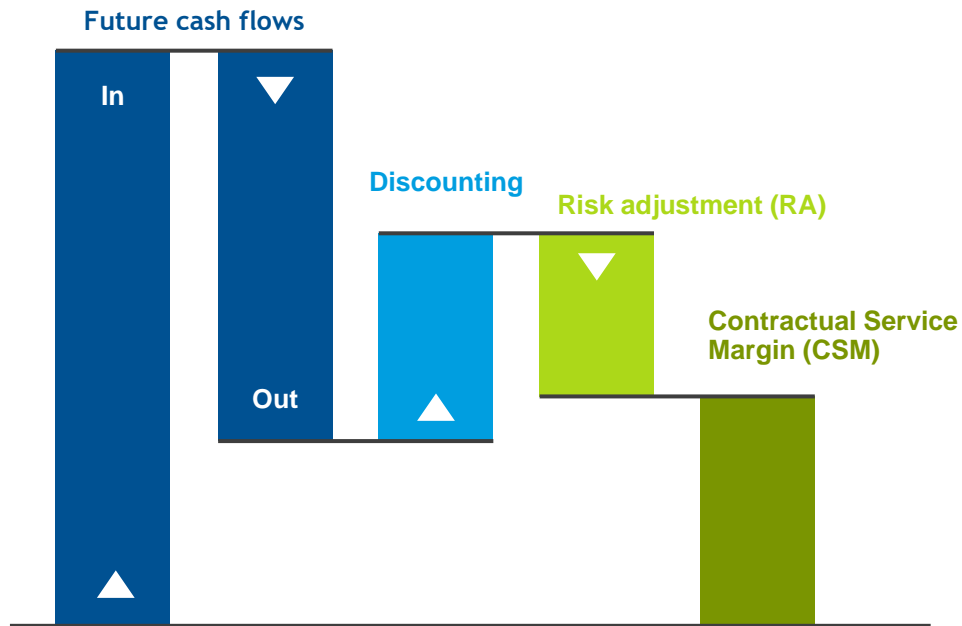 Future cash flows
In
Discounting
Risk adjustment (RA)
Contractual Service
Margin (CSM)
Out